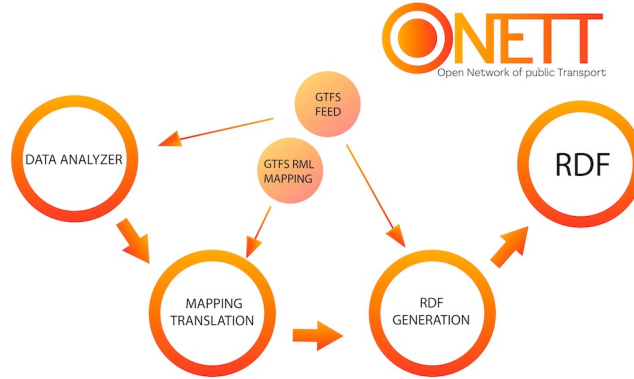 ONETT
Open Network of public Transport
GTFS
FEED
DATA ANALYZER
GTFS RML
MAPPING
RDF
MAPPING
TRANSLATION
RDF
GENERATION